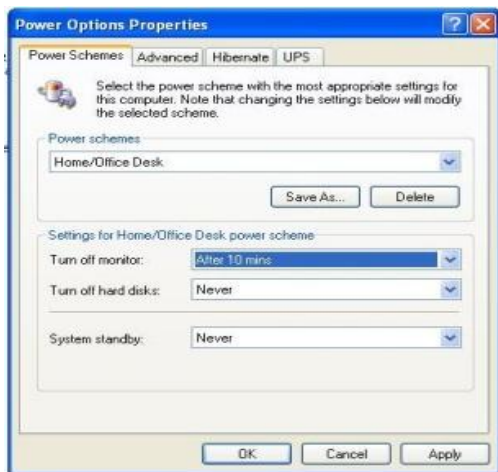 Power Options Properties
Power Schemes Advanced Hibernate UPS
Select the power scheme with the most appropriate settings for
this computer. Note that changing the settings below will modify
the selected scheme.
Power schemes
Home/Office Desk
Save As... Delete
Settings for Home/Office Desk power scheme
Turn off monitor: After 10 mins
Turn off hard disks: Never
System standby: Never
OK Cancel Apply